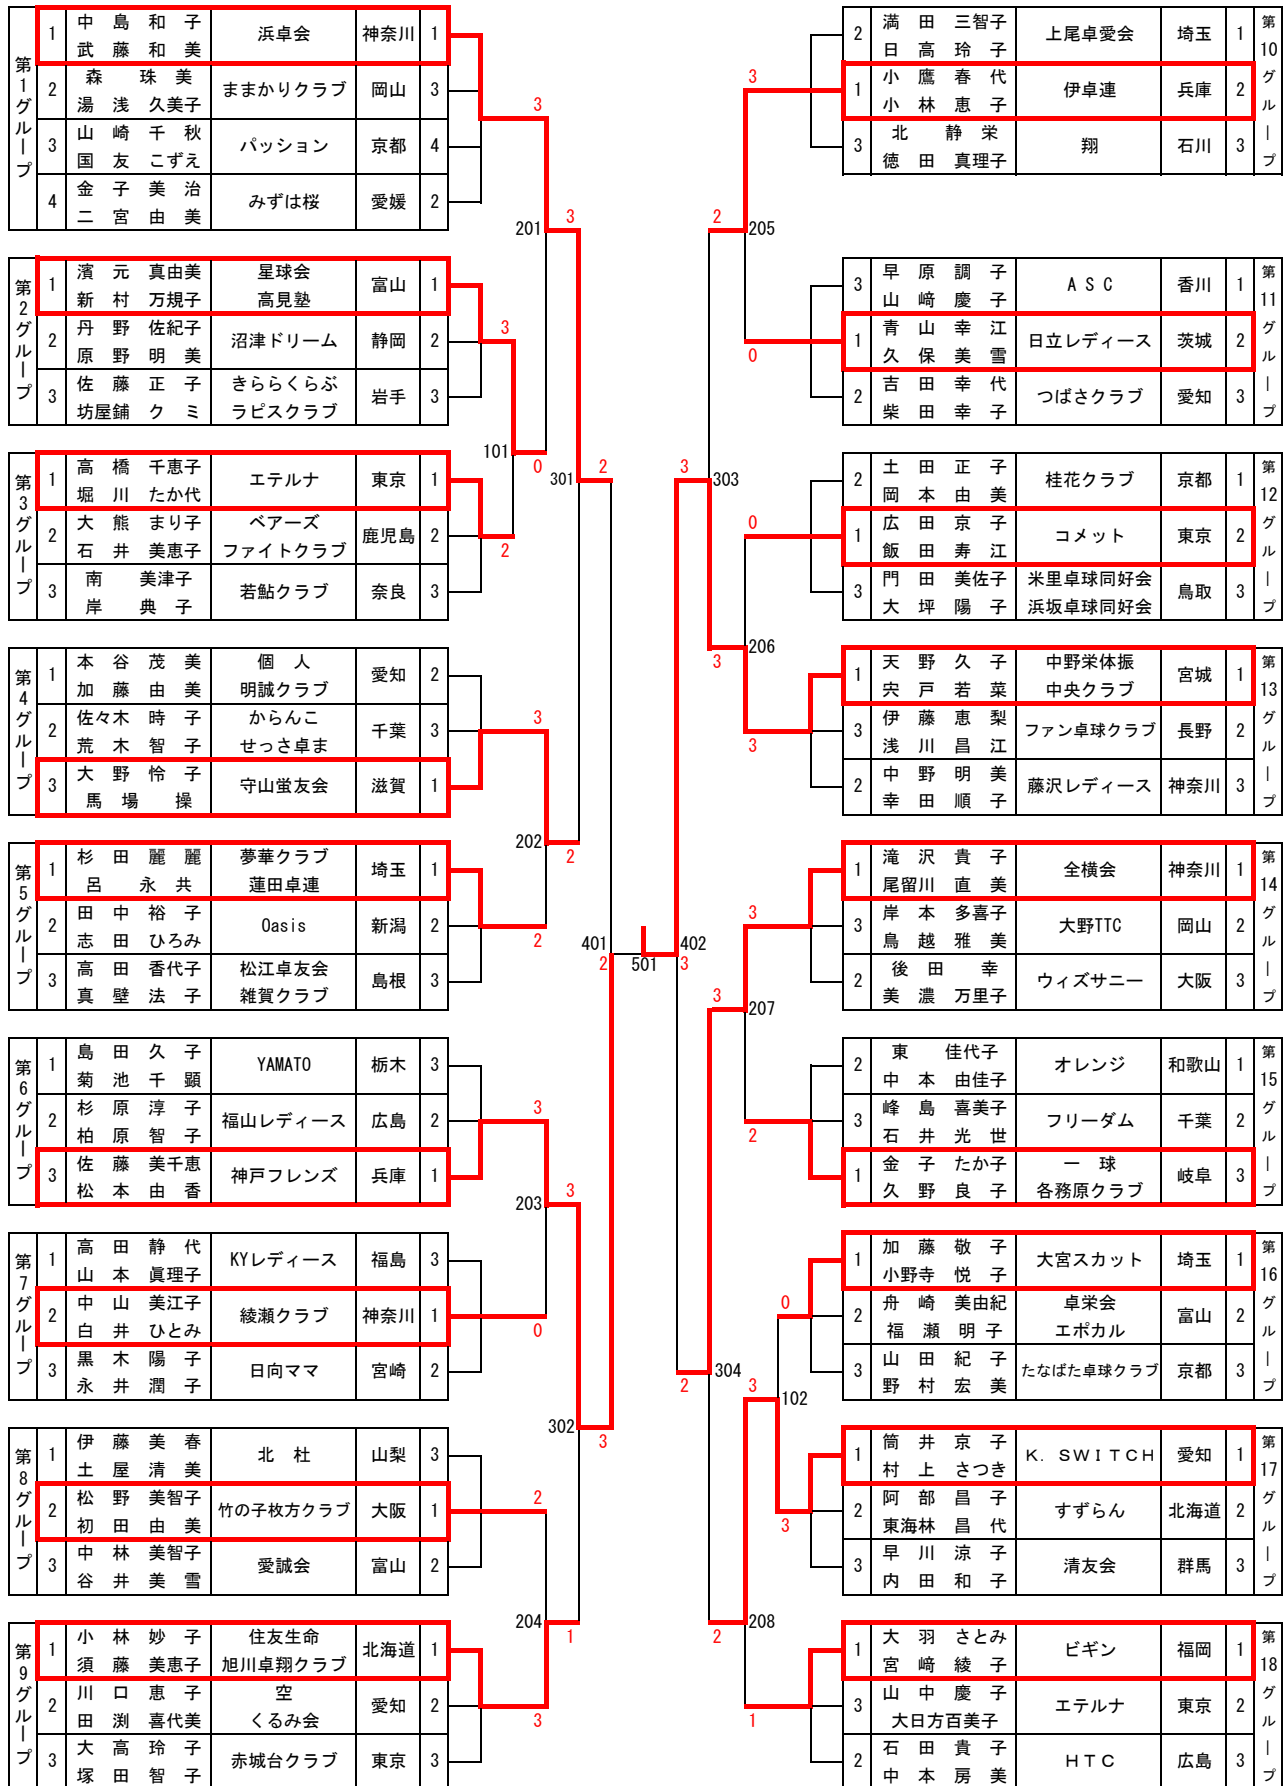 第1グループ
1 中島和子 武藤和美 浜卓会 神奈川 1
2 森珠美 湯浅久美子 ままかりクラブ 岡山 3
3 山崎千秋 国友こずえ パッション 京都 4
4 金子美治 二宮由美 みずは桜 愛媛 2
第2グループ
1 濱元真由美 新村万規子 星球会 高見塾 富山 1
2 丹野佐紀子 原野明美 沼津ドリーム 静岡 2
3 佐藤正子 坊屋鋪クミ きららくらぶ ラピスクラブ 岩手 3
第3グループ
1 高橋千恵子 堀川たか代 エテルナ 東京 1
2 大熊まり子 石井美恵子 ベアーズ ファイトクラブ 鹿児島 2
3 南美津子 岸典子 若鮎クラブ 奈良 3
第4グループ
1 本谷茂美 加藤由美 個人 明誠クラブ 愛知 2
2 佐々木時子 荒木智子 からんこ せっさ卓ま 千葉 3
3 大野怜子 馬場操 守山蛍友会 滋賀 1
第5グループ
1 杉田麗麗 呂永共 夢華クラブ 蓮田卓連 埼玉 1
2 田中裕子 志田ひろみ Oasis 新潟 2
3 高田香代子 真壁法子 松江卓友会 雑賀クラブ 島根 3
第6グループ
1 島田久子 菊池千顕 YAMATO 栃木 3
2 杉原淳子 柏原智子 福山レディース 広島 2
3 佐藤美千恵 松本由香 神戸フレンズ 兵庫 1
第7グループ
1 高田静代 山本眞理子 KYレディース 福島 3
2 中山美江子 白井ひとみ 綾瀬クラブ 神奈川 1
3 黒木陽子 永井潤子 日向ママ 宮崎 2
第8グループ
1 伊藤美春 土屋清美 北杜 山梨 3
2 松野美智子 初田由美 竹の子枚方クラブ 大阪 1
3 中林美智子 谷井美雪 愛誠会 富山 2
第9グループ
1 小林妙子 須藤美恵子 住友生命 旭川卓翔クラブ 北海道 1
2 川口恵子 田渕喜代美 空 くるみ会 愛知 2
3 大高玲子 塚田智子 赤城台クラブ 東京 3
3
201 3
3
101 0
2
301 2
3
202 2
2
401 2
3
203 3
0
302 3
2
204 1
3
501
3
2 205
0
3 303
0
206
3
3
402
3
3
3 207
2
2 304
0
3 102
3
2 208
1
第10グループ
2 満田三智子 日高玲子 上尾卓愛会 埼玉 1
1 小鷹春代 小林恵子 伊卓連 兵庫 2
3 北静栄 徳田真理子 翔 石川 3
第11グループ
3 早原調子 山﨑慶子 ASC 香川 1
1 青山幸江 久保美雪 日立レディース 茨城 2
2 吉田幸代 柴田幸子 つばさクラブ 愛知 3
第12グループ
2 土田正子 岡本由美 桂花クラブ 京都 1
1 広田京子 飯田寿江 コメット 東京 2
3 門田美佐子 大坪陽子 米里卓球同好会 浜坂卓球同好会 鳥取 3
第13グループ
1 天野久子 宍戸若菜 中野栄体振 中央クラブ 宮城 1
3 伊藤恵梨 浅川昌江 ファン卓球クラブ 長野 2
2 中野明美 幸田順子 藤沢レディース 神奈川 3
第14グループ
1 滝沢貴子 尾留川直美 全横会 神奈川 1
3 岸本多喜子 鳥越雅美 大野TTC 岡山 2
2 後田幸 美濃万里子 ウィズサニー 大阪 3
第15グループ
2 東佳代子 中本由佳子 オレンジ 和歌山 1
3 峰島喜美子 石井光世 フリーダム 千葉 2
1 金子たか子 久野良子 一球 各務原クラブ 岐阜 3
第16グループ
1 加藤敬子 小野寺悦子 大宮スカット 埼玉 1
2 舟崎美由紀 福瀬明子 卓栄会 エポカル 富山 2
3 山田紀子 野村宏美 たなばた卓球クラブ 京都 3
第17グループ
1 筒井京子 村上さつき K. SWITCH 愛知 1
2 阿部昌子 東海林昌代 すずらん 北海道 2
3 早川涼子 内田和子 清友会 群馬 3
第18グループ
1 大羽さとみ 宮﨑綾子 ビギン 福岡 1
3 山中慶子 大日方百美子 エテルナ 東京 2
2 石田貴子 中本房美 HTC 広島 3